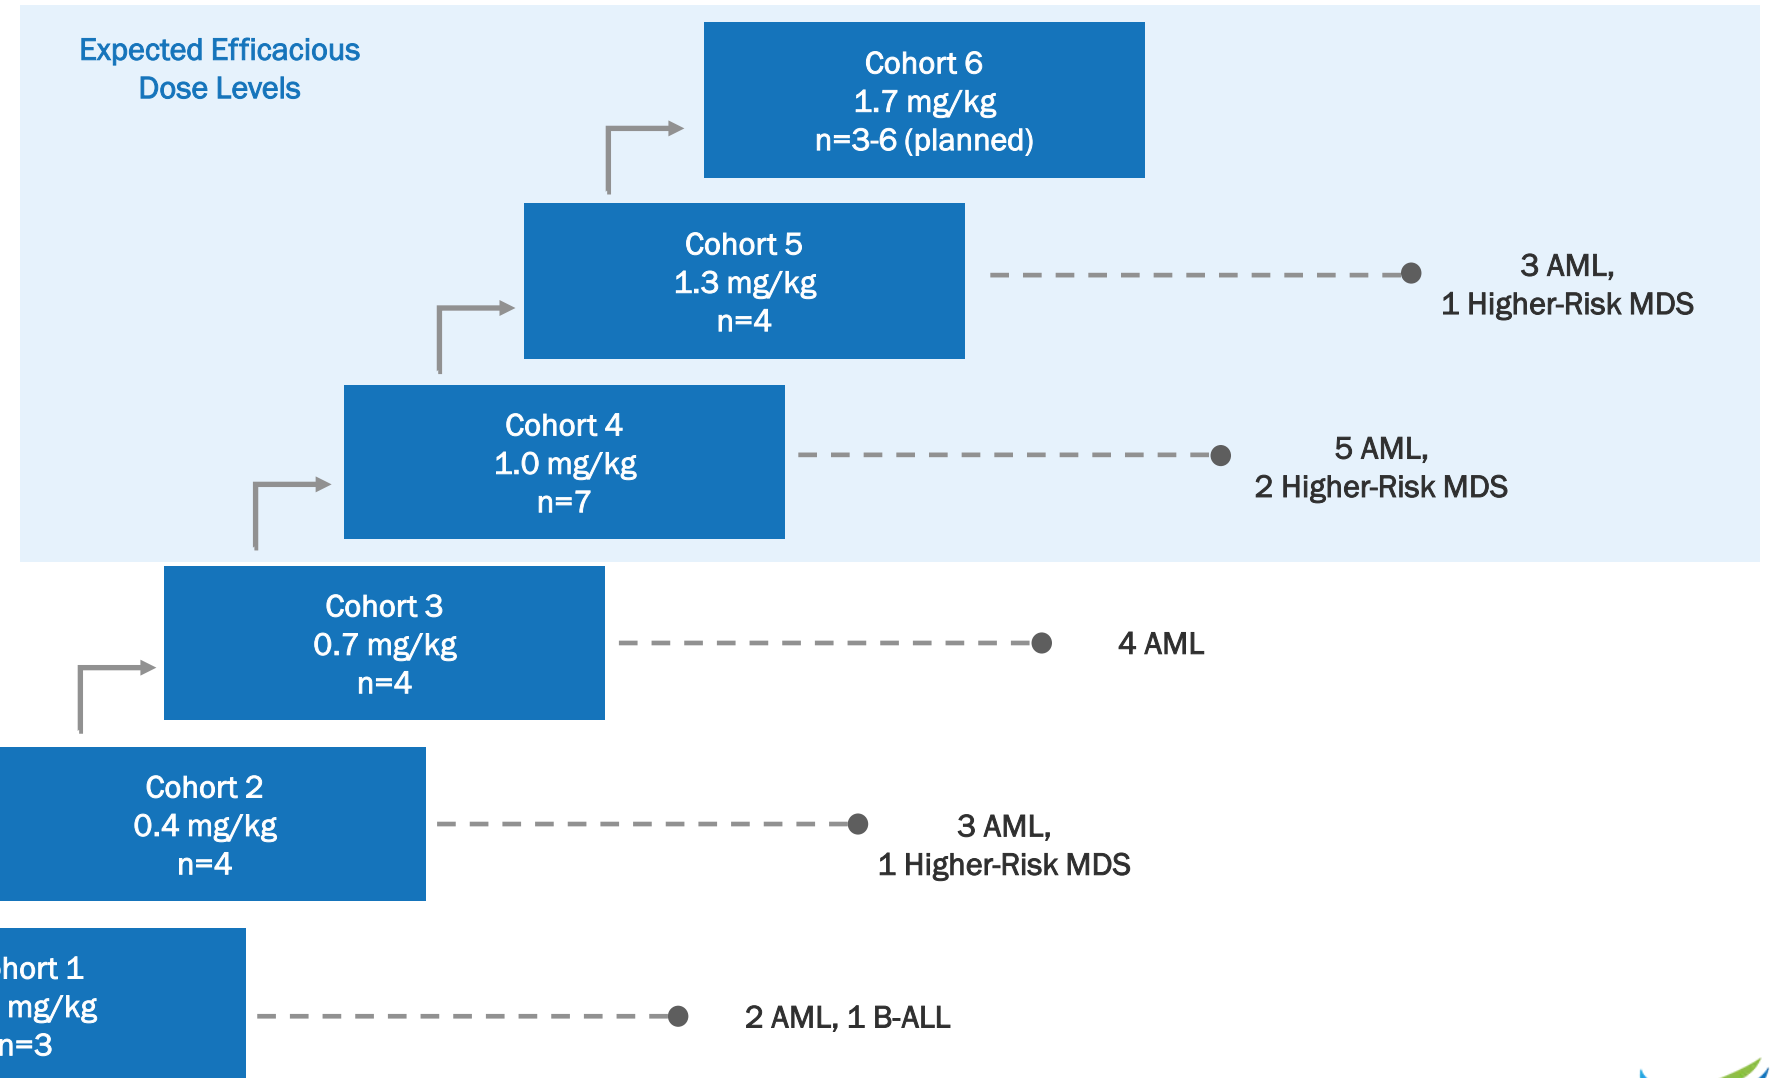 Expected Efficacious
Dose Levels
Cohort 6
1.7 mg/kg
n=3-6 (planned)
Cohort 5
1.3 mg/kg
n=4
3 AML,
1 Higher-Risk MDS
Cohort 4
1.0 mg/kg
n=7
5 AML,
2 Higher-Risk MDS
Cohort 3
0.7 mg/kg
n=4
4 AML
Cohort 2
0.4 mg/kg
n=4
3 AML,
1 Higher-Risk MDS
hort 1
mg/kg
n=3
2 AML, 1 B-ALL